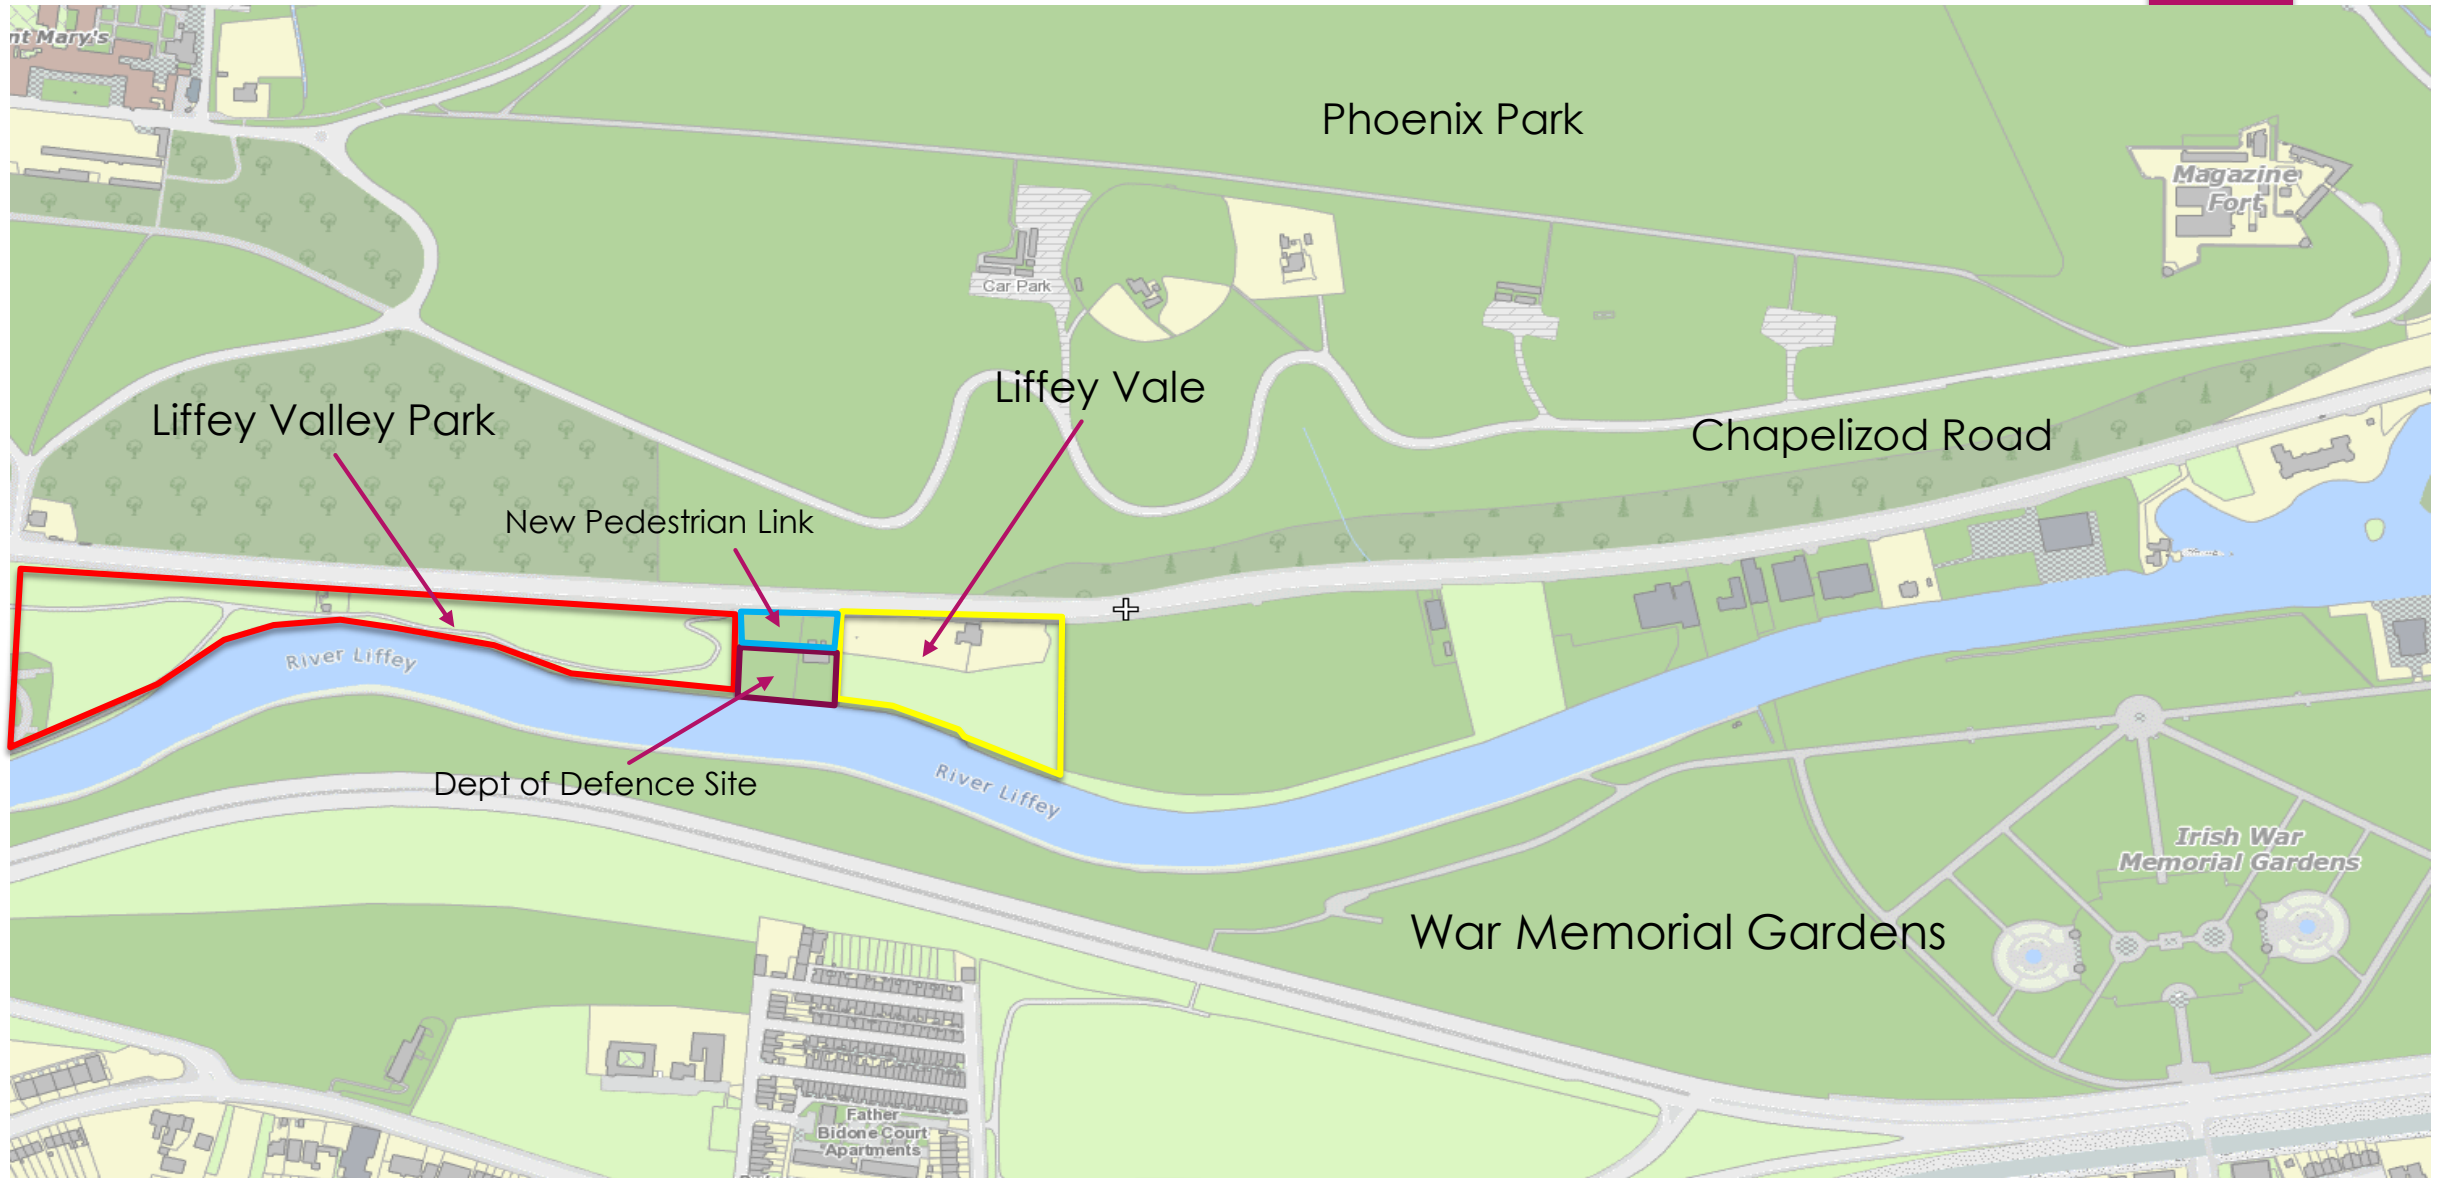 nt Mary's
Phoenix Park
Magazine
Fort
Car Park
Liffey Vale
Liffey Valley Park
Chapelizod Road
New Pedestrian Link
River Liffey
Dept of Defence Site
River Liffey
Irish War
Memorial Gardens
War Memorial Gardens
Father
Bidone Court
Apartments